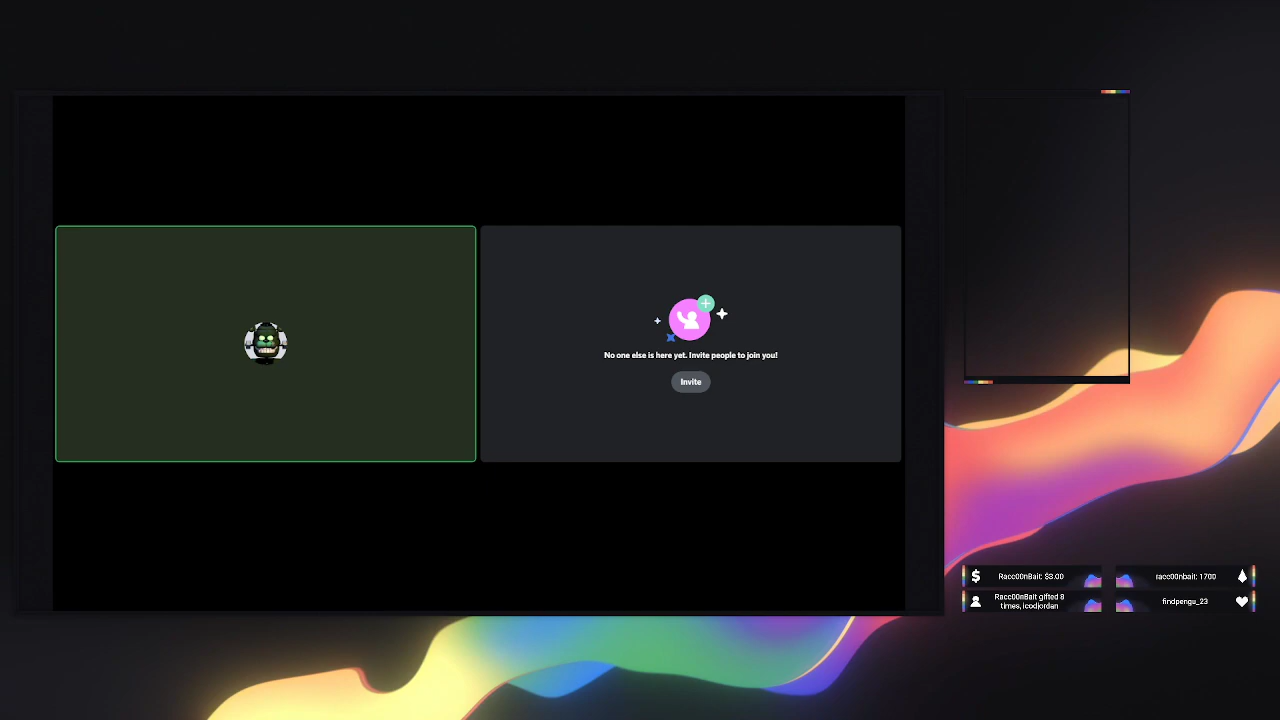 No one else is here yet. Invite people to join you!
Invite
$ Racc00nBait: $3.00
racc00nbait: 1700
Racc00nBait gifted 8
times, icodjordan
findpengu_23